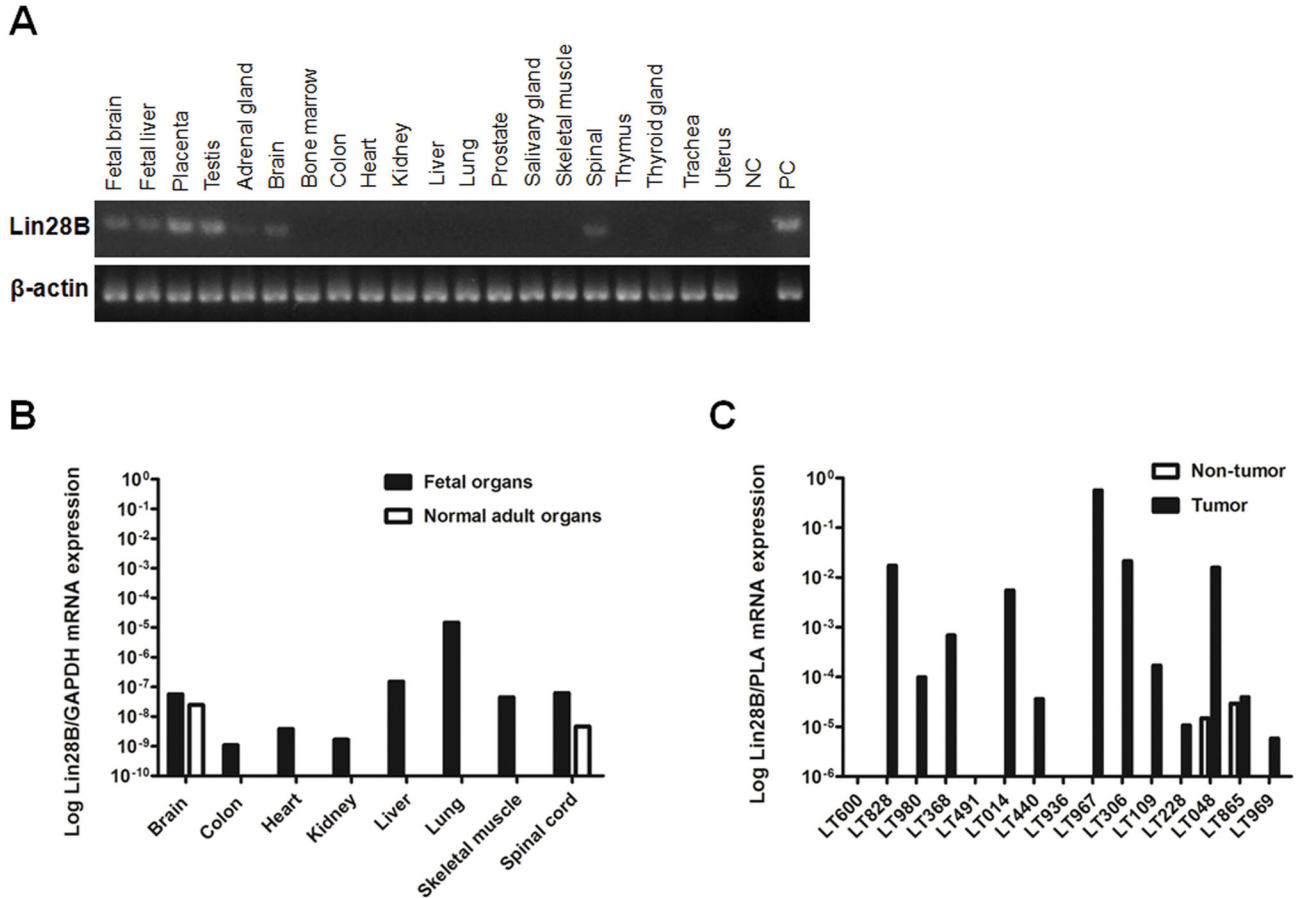 A
Fetal brain
Fetal liver
Placenta
Testis
Adrenal gland
Brain
Bone marrow
Colon
Heart
Kidney
Liver
Lung
Prostate
Salivary gland
Skeletal muscle
Spinal
Thymus
Thyroid gland
Trachea
Uterus
NC
PC
Lin28B
β-actin
B
Log Lin28B/GAPDH mRNA expression
10⁰
10⁻¹
10⁻²
10⁻³
10⁻⁴
10⁻⁵
10⁻⁶
10⁻⁷
10⁻⁸
10⁻⁹
10⁻¹⁰
Fetal organs
Normal adult organs
Brain
Colon
Heart
Kidney
Liver
Lung
Skeletal muscle
Spinal cord
C
Log Lin28B/PLA mRNA expression
10⁰
10⁻¹
10⁻²
10⁻³
10⁻⁴
10⁻⁵
10⁻⁶
Non-tumor
Tumor
LT600
LT828
LT980
LT368
LT491
LT014
LT440
LT936
LT967
LT306
LT109
LT228
LT048
LT865
LT969